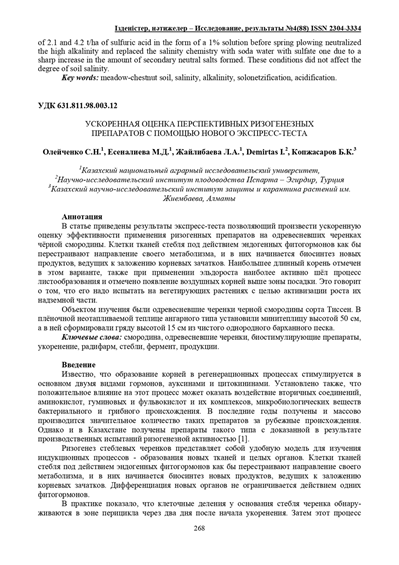 Ізденістер, нәтижелер – Исследование, результаты №4(88) ISSN 2304-3334
of 2.1 and 4.2 t/ha of sulfuric acid in the form of a 1% solution before spring plowing neutralized
the high alkalinity and replaced the salinity chemistry with soda water with sulfate one due to a
sharp increase in the amount of secondary neutral salts formed. These conditions did not affect the
degree of soil salinity.
Key words: meadow-chestnut soil, salinity, alkalinity, solonetzification, acidification.
УДК 631.811.98.003.12
УСКОРЕННАЯ ОЦЕНКА ПЕРСПЕКТИВНЫХ РИЗОГЕНЕЗНЫХ
ПРЕПАРАТОВ С ПОМОЩЬЮ НОВОГО ЭКСПРЕСС-ТЕСТА
Олейченко С.Н.1, Есеналиева М.Д.1, Жайлибаева Л.А.1, Demirtas I.2, Копжасаров Б.К.3
1Казахский национальный аграрный исследовательский университет,
2Научно-исследовательский институт плодоводства Испарта – Эгирдир, Турция
3Казахский научно-исследовательский институт защиты и карантина растений им.
Жиембаева, Алматы
Аннотация
В статье приведены результаты экспресс-теста позволяющий произвести ускоренную
оценку эффективности применения ризогенных препаратов на одревесневших черенках
чёрной смородины. Клетки тканей стебля под действием эндогенных фитогормонов как бы
перестраивают направление своего метаболизма, и в них начинается биосинтез новых
продуктов, ведущих к заложению корневых зачатков. Наибольшее длинный корень отмечен
в этом варианте, также при применении эльдороста наиболее активно шёл процесс
листообразования и отмечено появление воздушных корней выше зоны посадки. Это говорит
о том, что его надо испытать на вегетирующих растениях с целью активизации роста их
надземной части.
Объектом изучения были одревесневшие черенки черной смородины сорта Тиссен. В
плёночной неотапливаемой теплице ангарного типа установили минитеплицу высотой 50 см,
а в ней сформировали гряду высотой 15 см из чистого однородного барханного песка.
Ключевые слова: смородина, одревесневшие черенки, биостимулирующие препараты,
укоренение, радифарм, стебли, фермент, продукции.
Введение
Известно, что образование корней в регенерационных процессах стимулируется в
основном двумя видами гормонов, ауксинами и цитокининами. Установлено также, что
положительное влияние на этот процесс может оказать воздействие вторичных соединений,
аминокислот, гуминовых и фульвокислот и их комплексов, микробиологических веществ
бактериального и грибного происхождения. В последние годы получены и массово
производится значительное количество таких препаратов за рубежные происхождения.
Однако и в Казахстане получены препараты такого типа с доказанной в результате
производственных испытаний ризогенезной активностью [1].
Ризогенез стеблевых черенков представляет собой удобную модель для изучения
индукционных процессов - образования новых тканей и целых органов. Клетки тканей
стебля под действием эндогенных фитогормонов как бы перестраивают направление своего
метаболизма, и в них начинается биосинтез новых продуктов, ведущих к заложению
корневых зачатков. Дифференциация новых органов не ограничивается действием одних
фитогормонов.
В практике показало, что клеточные деления у основания стебля черенка обнару-
живаются в зоне перицикла через два дня после начала укоренения. Затем этот процесс
268